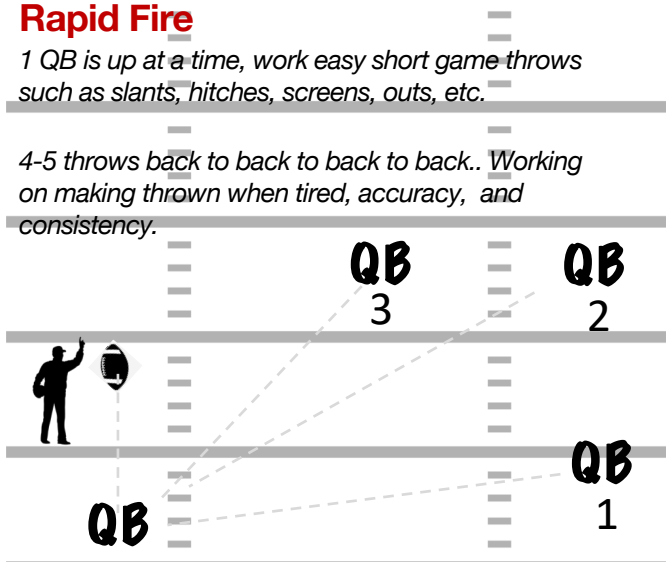 Rapid Fire
1 QB is up at a time, work easy short game throws
such as slants, hitches, screens, outs, etc.
4-5 throws back to back to back to back.. Working
on making thrown when tired, accuracy, and
consistency.
QB
3
QB
2
QB
1
QB